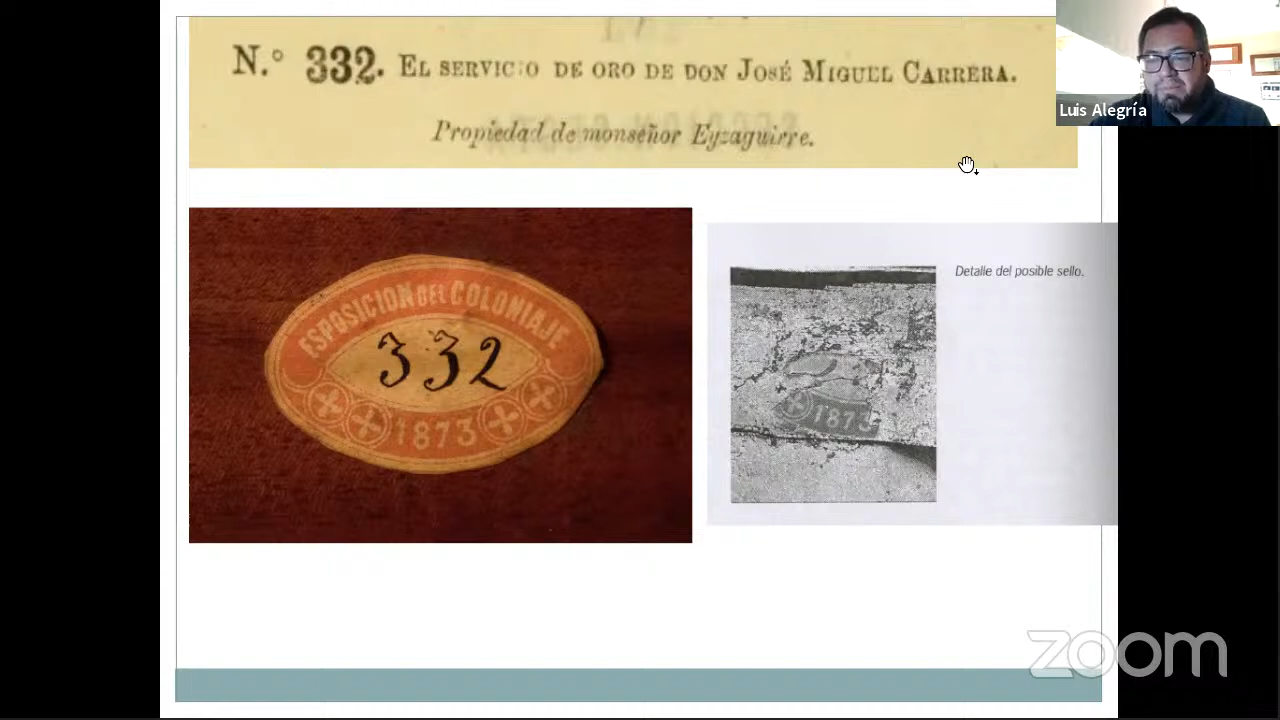 N.º 332. EL SERVICIO DE ORO DE DON JOSÉ MIGUEL CARRERA.
Propiedad de monseñor Eyzaguirre.
Luis Alegría
ESPOSICION DEL COLONIAJE
332
1873
Detalle del posible sello.
1873
zoom